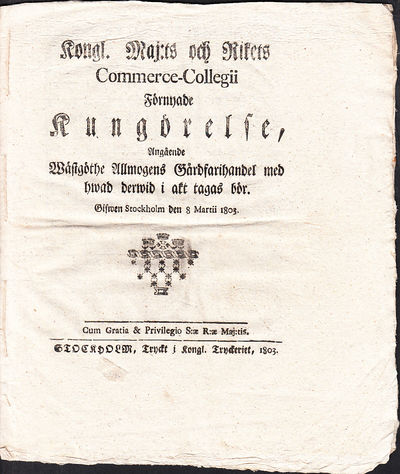 Kongl. Maj:ts och Rikets
Commerce-Collegii
Förnyade
Kungörelse,
Angående
Wästgöthe Allmogens Gårdfarihandel med
hwad derwid i akt tagas bör.
Gifwen Stockholm den 8 Martii 1803.
Cum Gratia & Privilegio S:æ R:æ Maj:tis.
STOCKHOLM, Tryckt i Kongl. Tryckeriet, 1803.